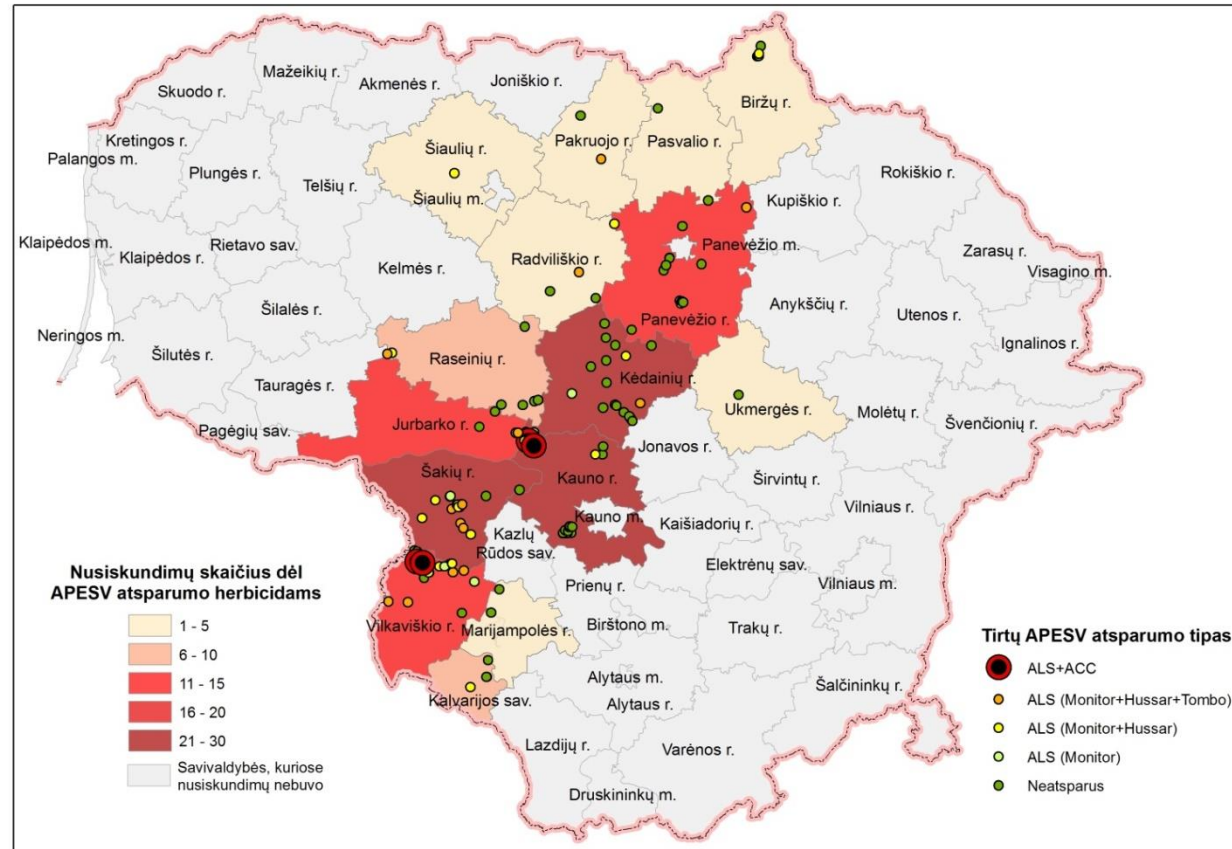 Mažeikių r.
Akmenės r.
Joniškio r.
Skuodo r.
Biržų r.
Kretingos r.
Palangos m.
Plungės r.
Telšių r.
Šiaulių r.
Pakruojo r.
Pasvalio r.
Rokiškio r.
Šiaulių m.
Kupiškio r.
Klaipėdos m.
Klaipėdos r.
Rietavo sav.
Kelmės r.
Radviliškio r.
Panevėžio m.
Zarasų r.
Visagino m.
Šilalės r.
Anykščių r.
Utenos r.
Neringos m.
Panevėžio r.
Ignalinos r.
Šilutės r.
Raseinių r.
Tauragės r.
Kėdainių r.
Ukmergės r.
Molėtų r.
Pagėgių sav.
Jurbarko r.
Švenčionių r.
Jonavos r.
Šakių r.
Kauno r.
Širvintų r.
Vilniaus r.
Kauno m.
Kaišiadorių r.
Kazlų
Rūdos sav.
Elektrėnų sav.
Vilniaus m.
Prienų r.
Vilkaviškio r.
Marijampolės r.
Birštono m.
Trakų r.
Alytaus m.
Šalčininkų r.
Kalvarijos sav.
Alytaus r.
Lazdijų r.
Varėnos r.
Druskininkų m.
Nusiskundimų skaičius dėl
APESV atsparumo herbicidams
1 - 5
6 - 10
11 - 15
16 - 20
21 - 30
Savivaldybės, kuriose
nusiskundimų nebuvo
Tirtų APESV atsparumo tipas
ALS+ACC
ALS (Monitor+Hussar+Tombo)
ALS (Monitor+Hussar)
ALS (Monitor)
Neatsparus